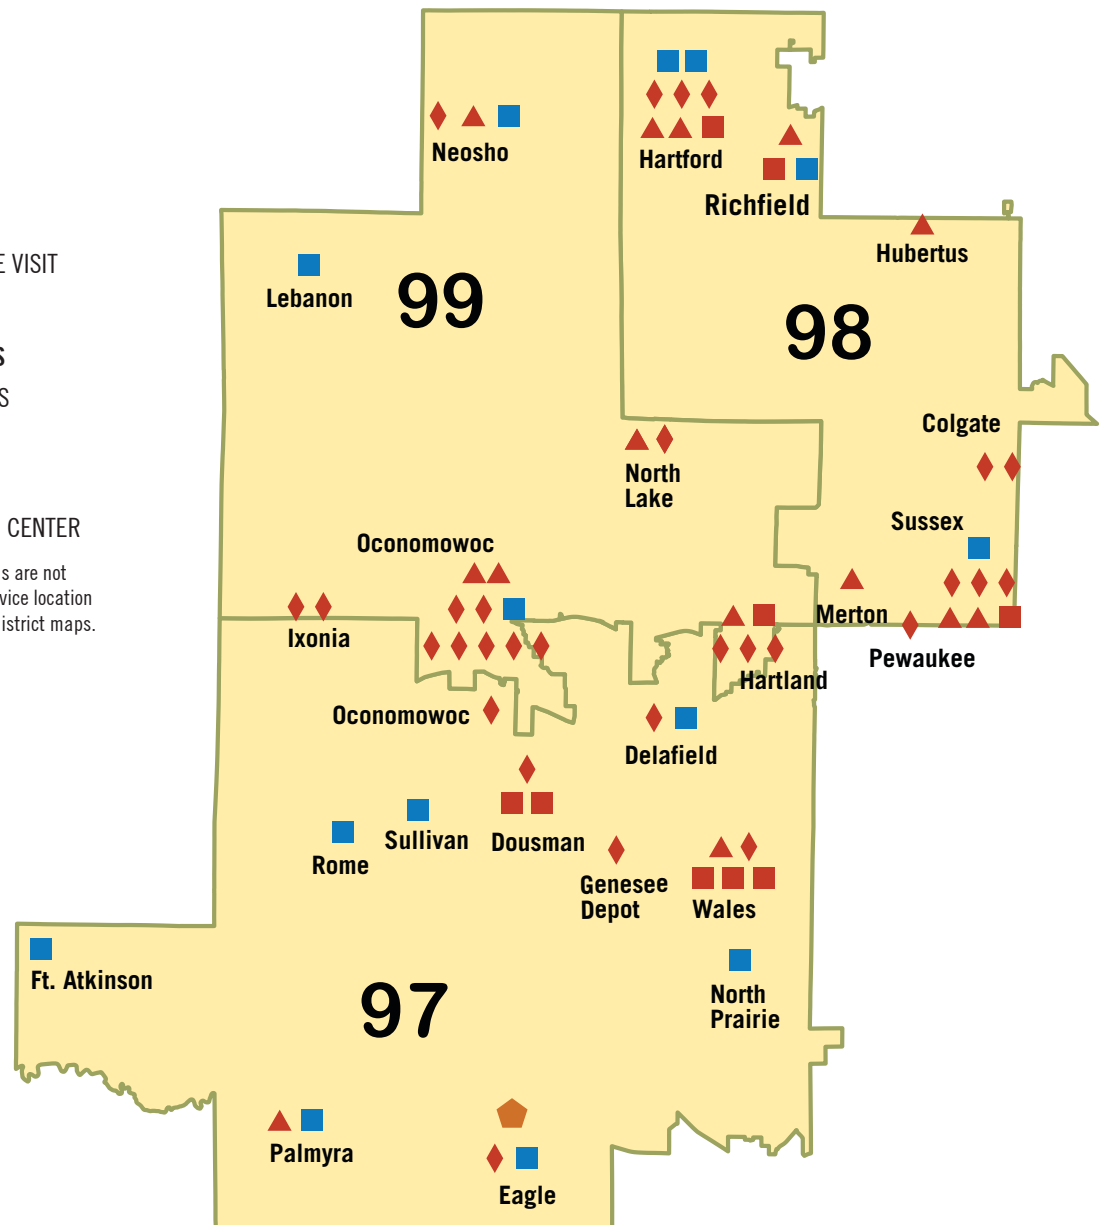 E VISIT
S
S
CENTER
s are not
vice location
istrict maps.
Neosho
Hartford
Richfield
Hubertus
Lebanon
99
98
Colgate
North
Lake
Sussex
Oconomowoc
Merton
Ixonia
Pewaukee
Hartland
Oconomowoc
Delafield
Sullivan
Dousman
Rome
Genesee
Depot
Wales
Ft. Atkinson
97
North
Prairie
Palmyra
Eagle